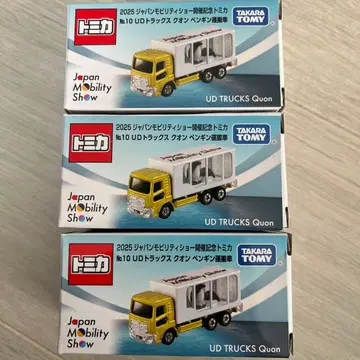 トミカ
2025 ジャパンモビリティショー開催記念トミカ
№10 UDトラックス クオン ペンギン運搬車
TAKARA
TOMY
Japan
Mobility
Show
UD TRUCKS Quon
トミカ
2025 ジャパンモビリティショー開催記念トミカ
№10 UDトラックス クオン ペンギン運搬車
TAKARA
TOMY
Japan
Mobility
Show
UD TRUCKS Quon
トミカ
2025 ジャパンモビリティショー開催記念トミカ
№10 UDトラックス クオン ペンギン運搬車
TAKARA
TOMY
Japan
Mobility
Show
UD TRUCKS Quon